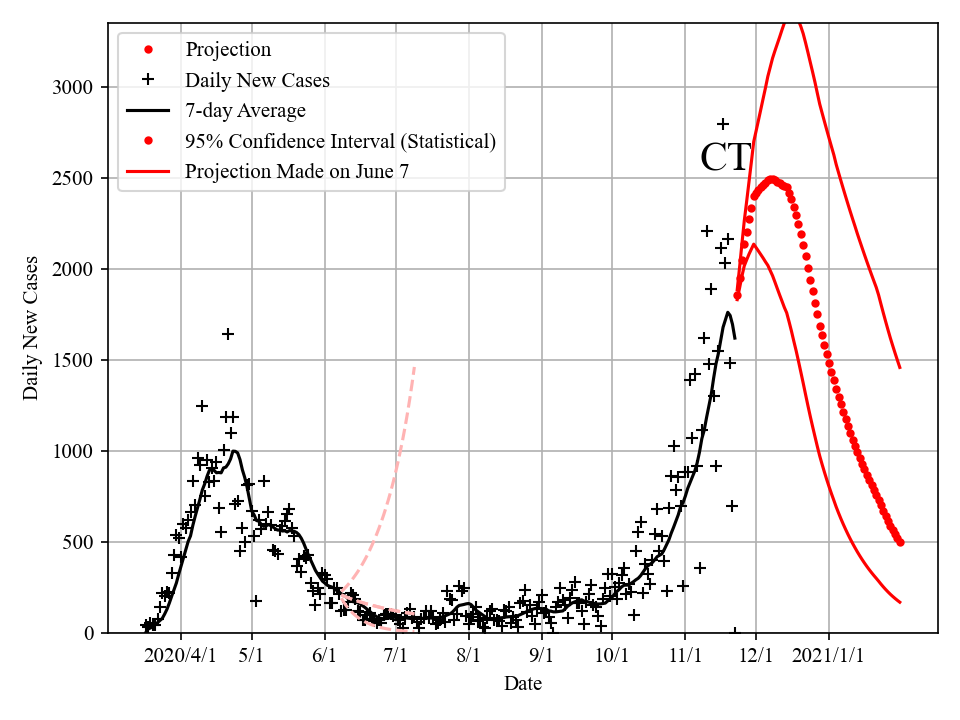 Projection
Daily New Cases
7-day Average
95% Confidence Interval (Statistical)
Projection Made on June 7
CT
3000
2500
2000
1500
1000
500
0
Daily New Cases
2020/4/1 5/1 6/1 7/1 8/1 9/1 10/1 11/1 12/1 2021/1/1
Date